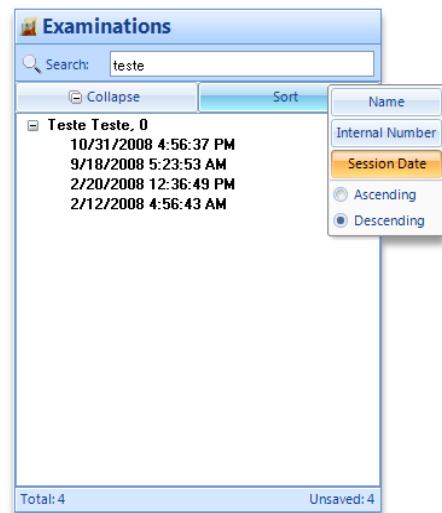 Examinations
Search: teste
Collapse Sort
Teste Teste, 0
10/31/2008 4:56:37 PM
9/18/2008 5:23:53 AM
2/20/2008 12:36:49 PM
2/12/2008 4:56:43 AM
Name
Internal Number
Session Date
Ascending
Descending
Total: 4 Unsaved: 4